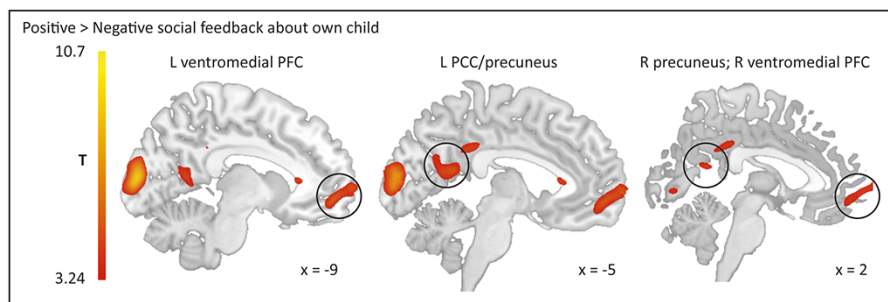 Positive > Negative social feedback about own child
10.7
L ventromedial PFC
L PCC/precuneus
R precuneus; R ventromedial PFC
T
3.24
x = -9
x = -5
x = 2